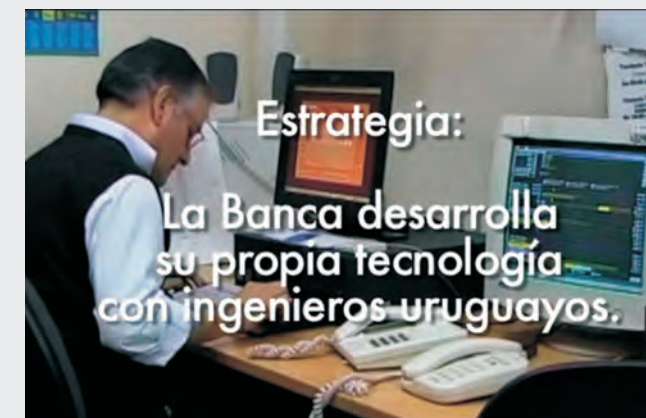 Estrategia:
La Banca desarrolla
su propia tecnología
con ingenieros uruguayos.